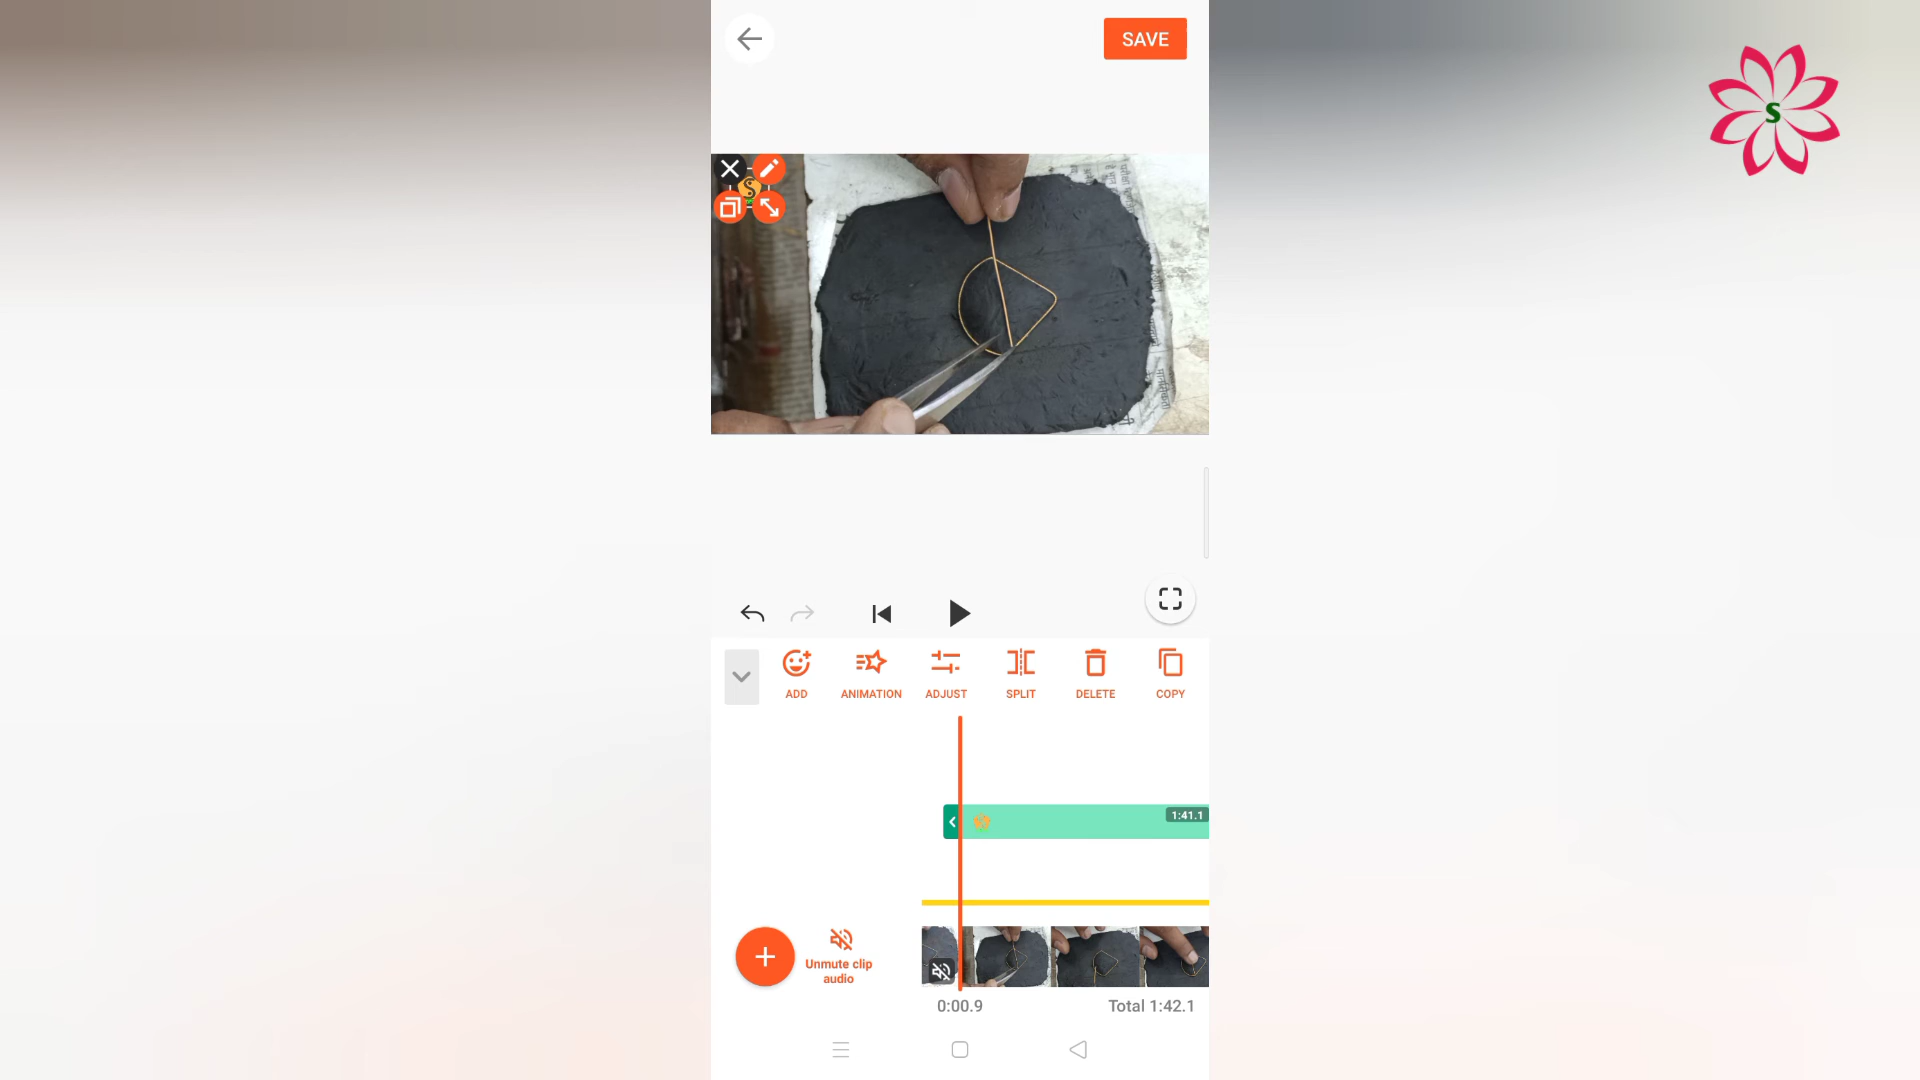 SAVE
S
S
ADD
ANIMATION
ADJUST
SPLIT
DELETE
COPY
1:41.1
Unmute clip
audio
0:00.9
Total 1:42.1